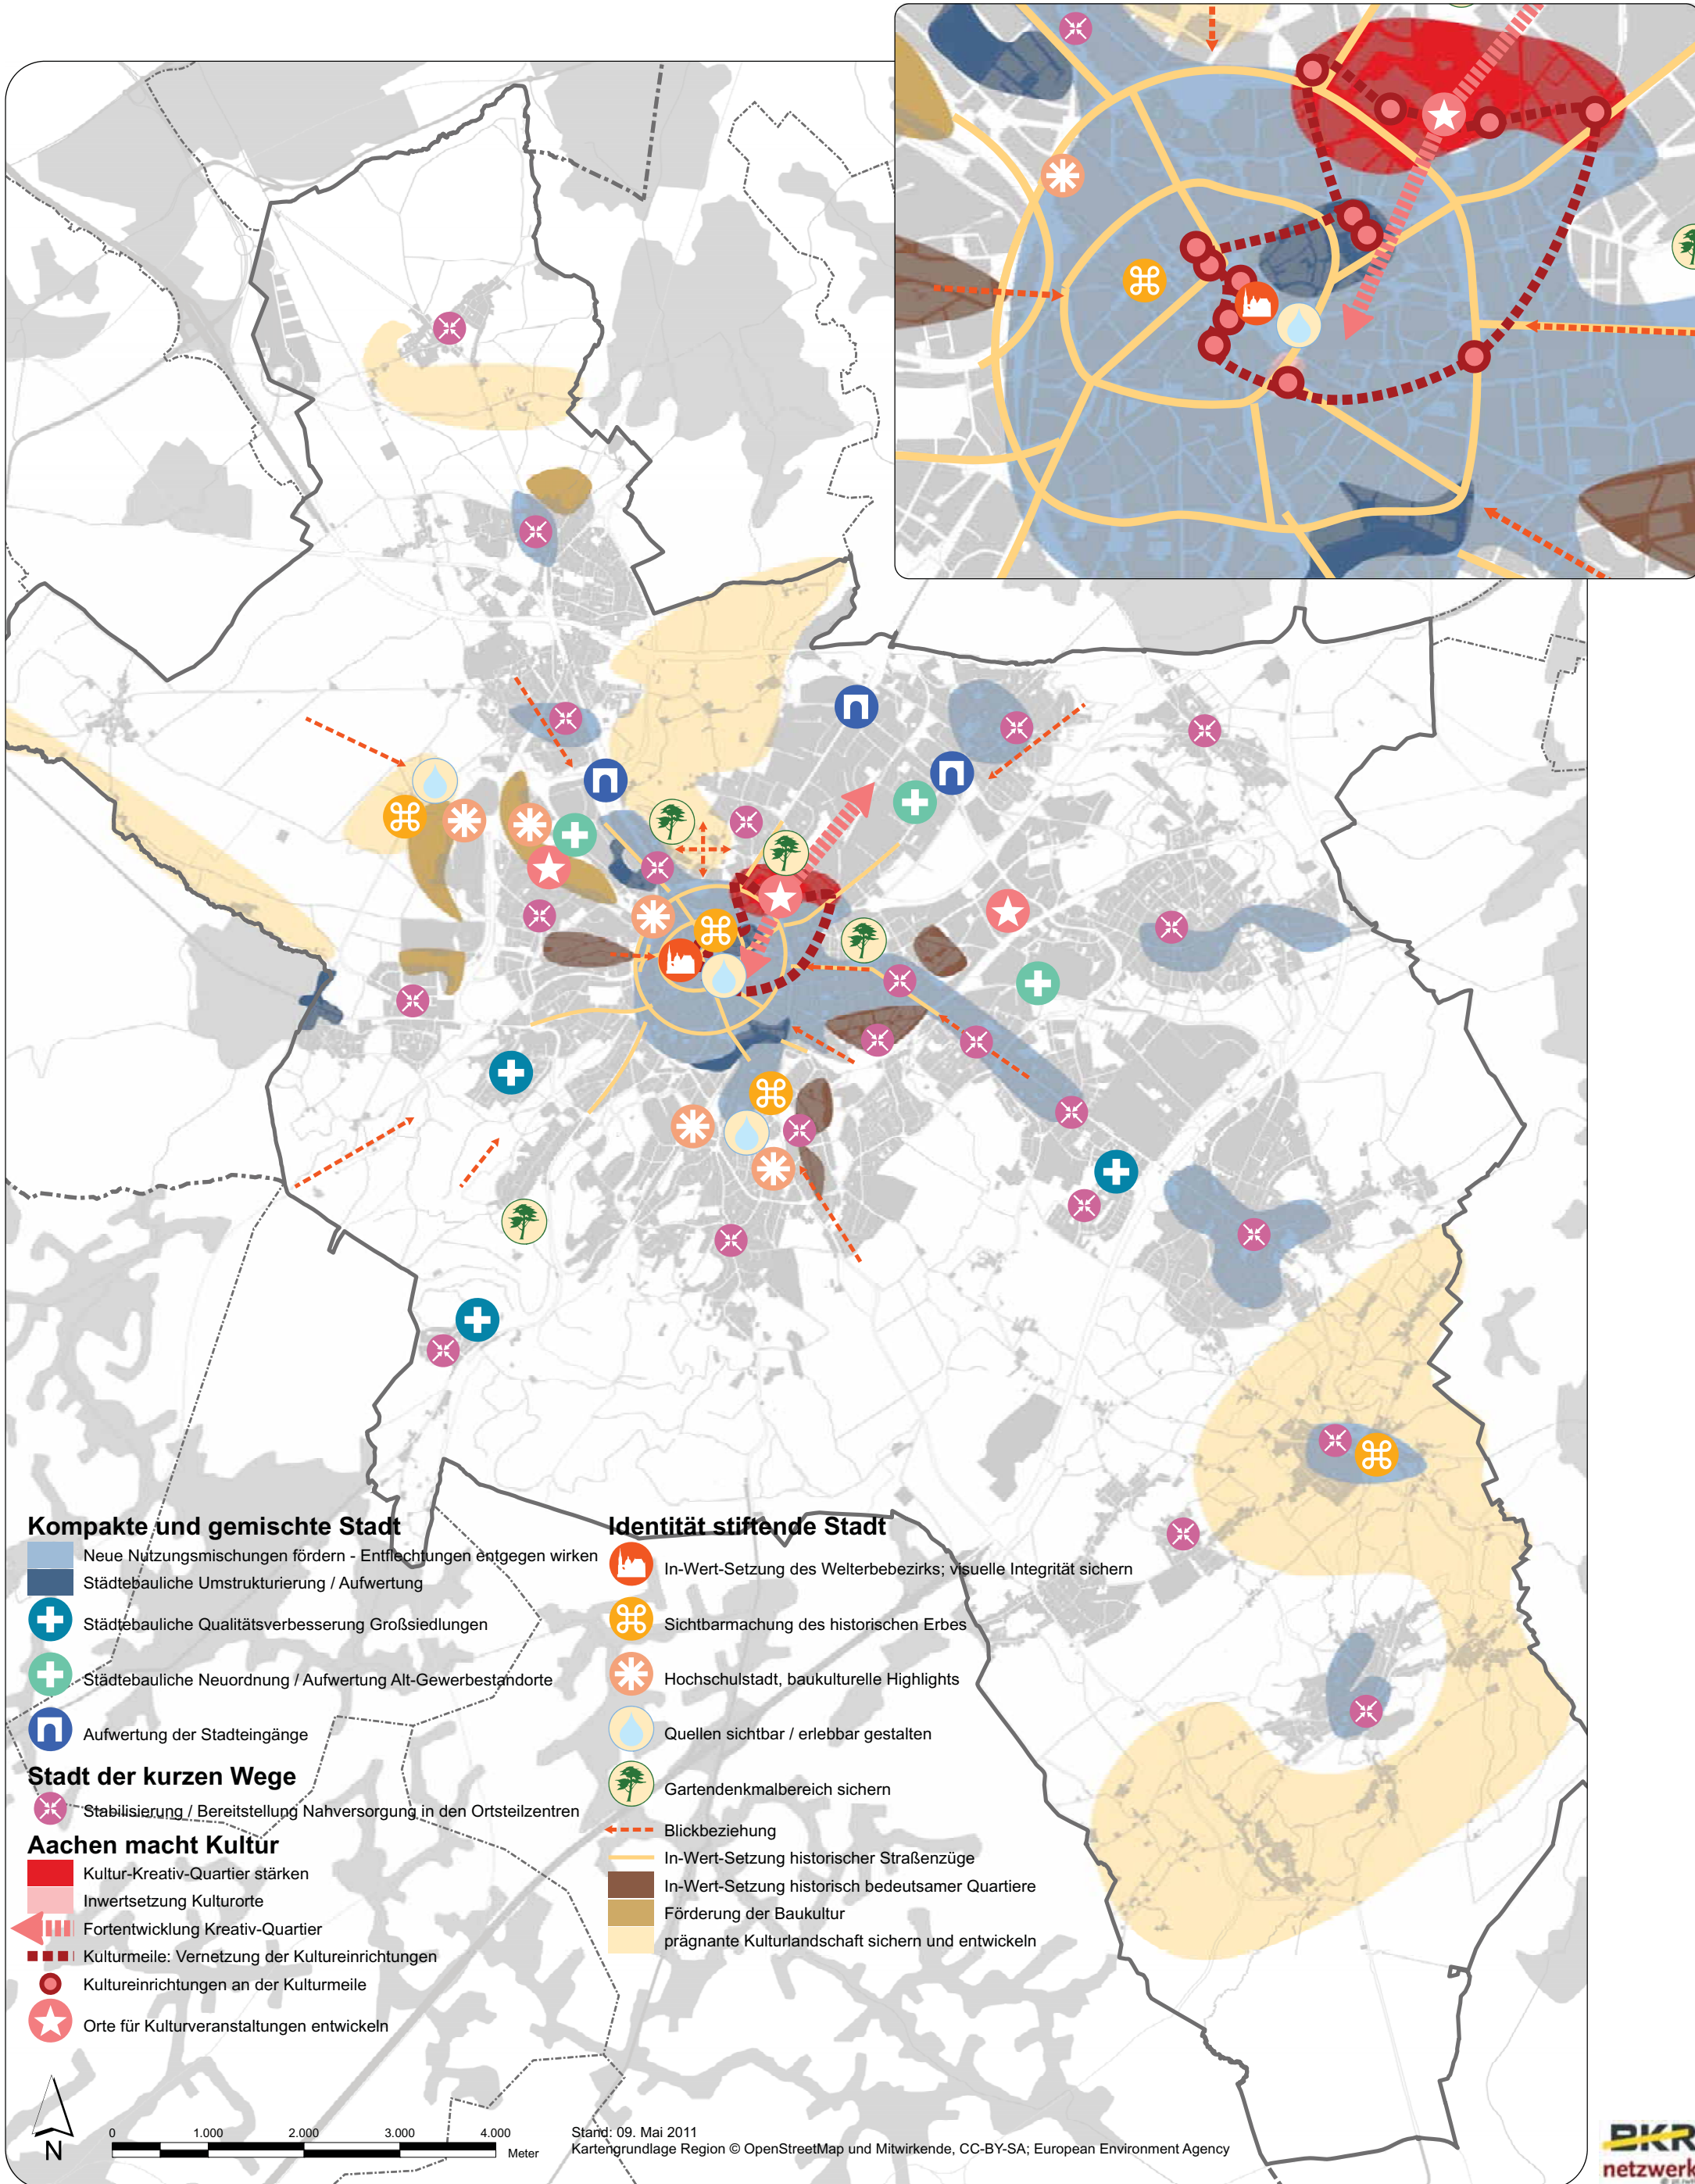 Kompakte und gemischte Stadt
Neue Nutzungsmischungen fördern - Entflechtungen entgegen wirken
Städtebauliche Umstrukturierung / Aufwertung
Städtebauliche Qualitätsverbesserung Großsiedlungen
Städtebauliche Neuordnung / Aufwertung Alt-Gewerbestandorte
Aufwertung der Stadteingänge
Stadt der kurzen Wege
Stabilisierung / Bereitstellung Nahversorgung in den Ortsteilzentren
Aachen macht Kultur
Kultur-Kreativ-Quartier stärken
Inwertsetzung Kulturorte
Fortentwicklung Kreativ-Quartier
Kulturmeile: Vernetzung der Kultureinrichtungen
Kultureinrichtungen an der Kulturmeile
Orte für Kulturveranstaltungen entwickeln
Identität stiftende Stadt
In-Wert-Setzung des Welterbebezirks; visuelle Integrität sichern
Sichtbarmachung des historischen Erbes
Hochschulstadt, baukulturelle Highlights
Quellen sichtbar / erlebbar gestalten
Gartendenkmalbereich sichern
Blickbeziehung
In-Wert-Setzung historischer Straßenzüge
In-Wert-Setzung historisch bedeutsamer Quartiere
Förderung der Baukultur
prägnante Kulturlandschaft sichern und entwickeln
N
0 1.000 2.000 3.000 4.000
Meter
Stand: 09. Mai 2011
Kartengrundlage Region © OpenStreetMap und Mitwirkende, CC-BY-SA; European Environment Agency
BKR
netzwerk